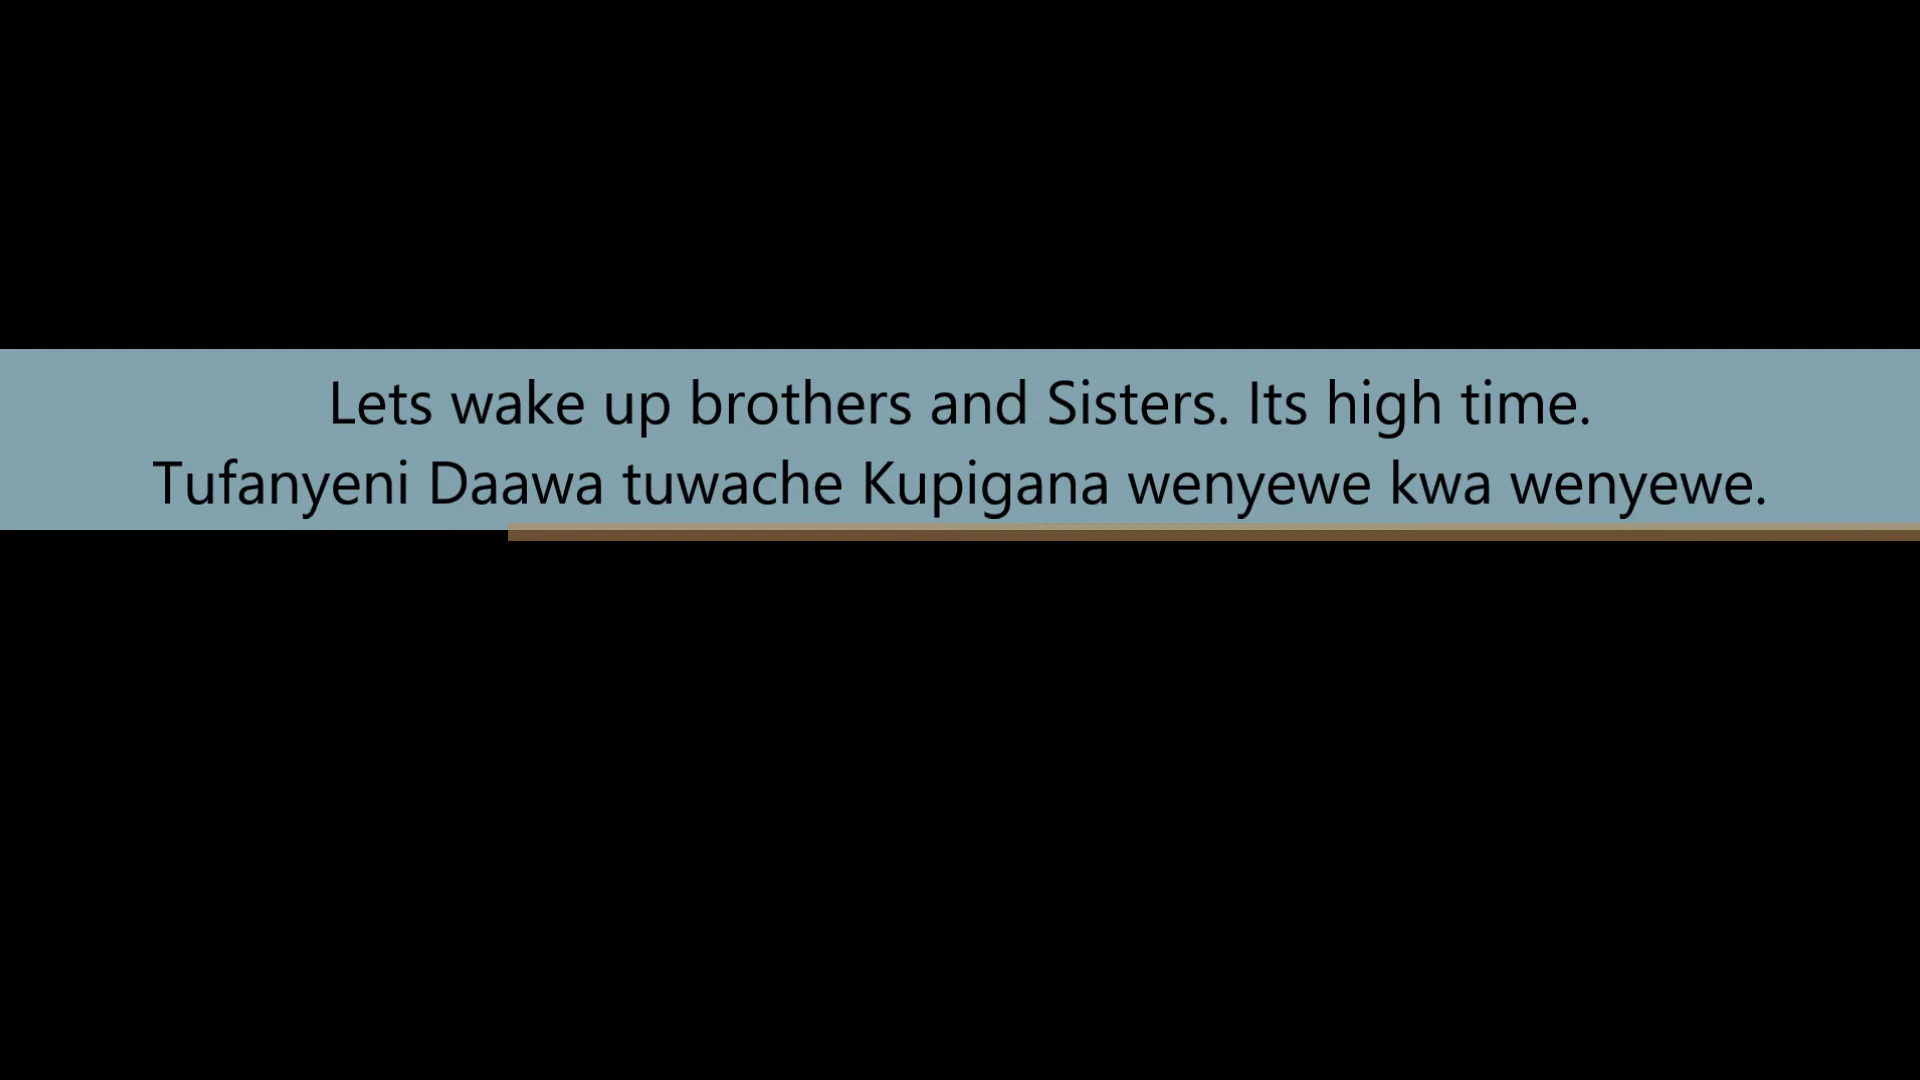 Lets wake up brothers and Sisters. Its high time.
Tufanyeni Daawa tuwache Kupigana wenyewe kwa wenyewe.